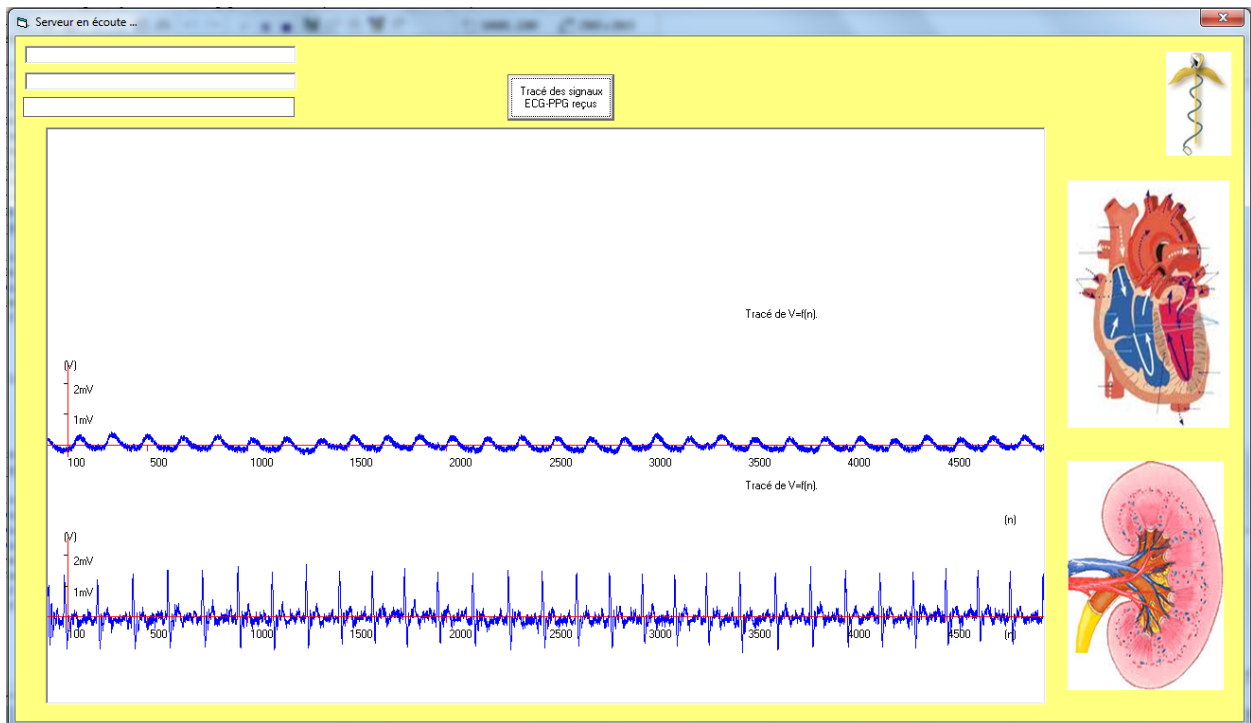 Serveur en écoute ...
Tracé des signaux
ECG-PPG reçus
Tracé de V=f(n).
(V)
2mV
1mV
100 500 1000 1500 2000 2500 3000 3500 4000 4500
Tracé de V=f(n).
(n)
(V)
2mV
1mV
100 500 1000 1500 2000 2500 3000 3500 4000 4500 (n)